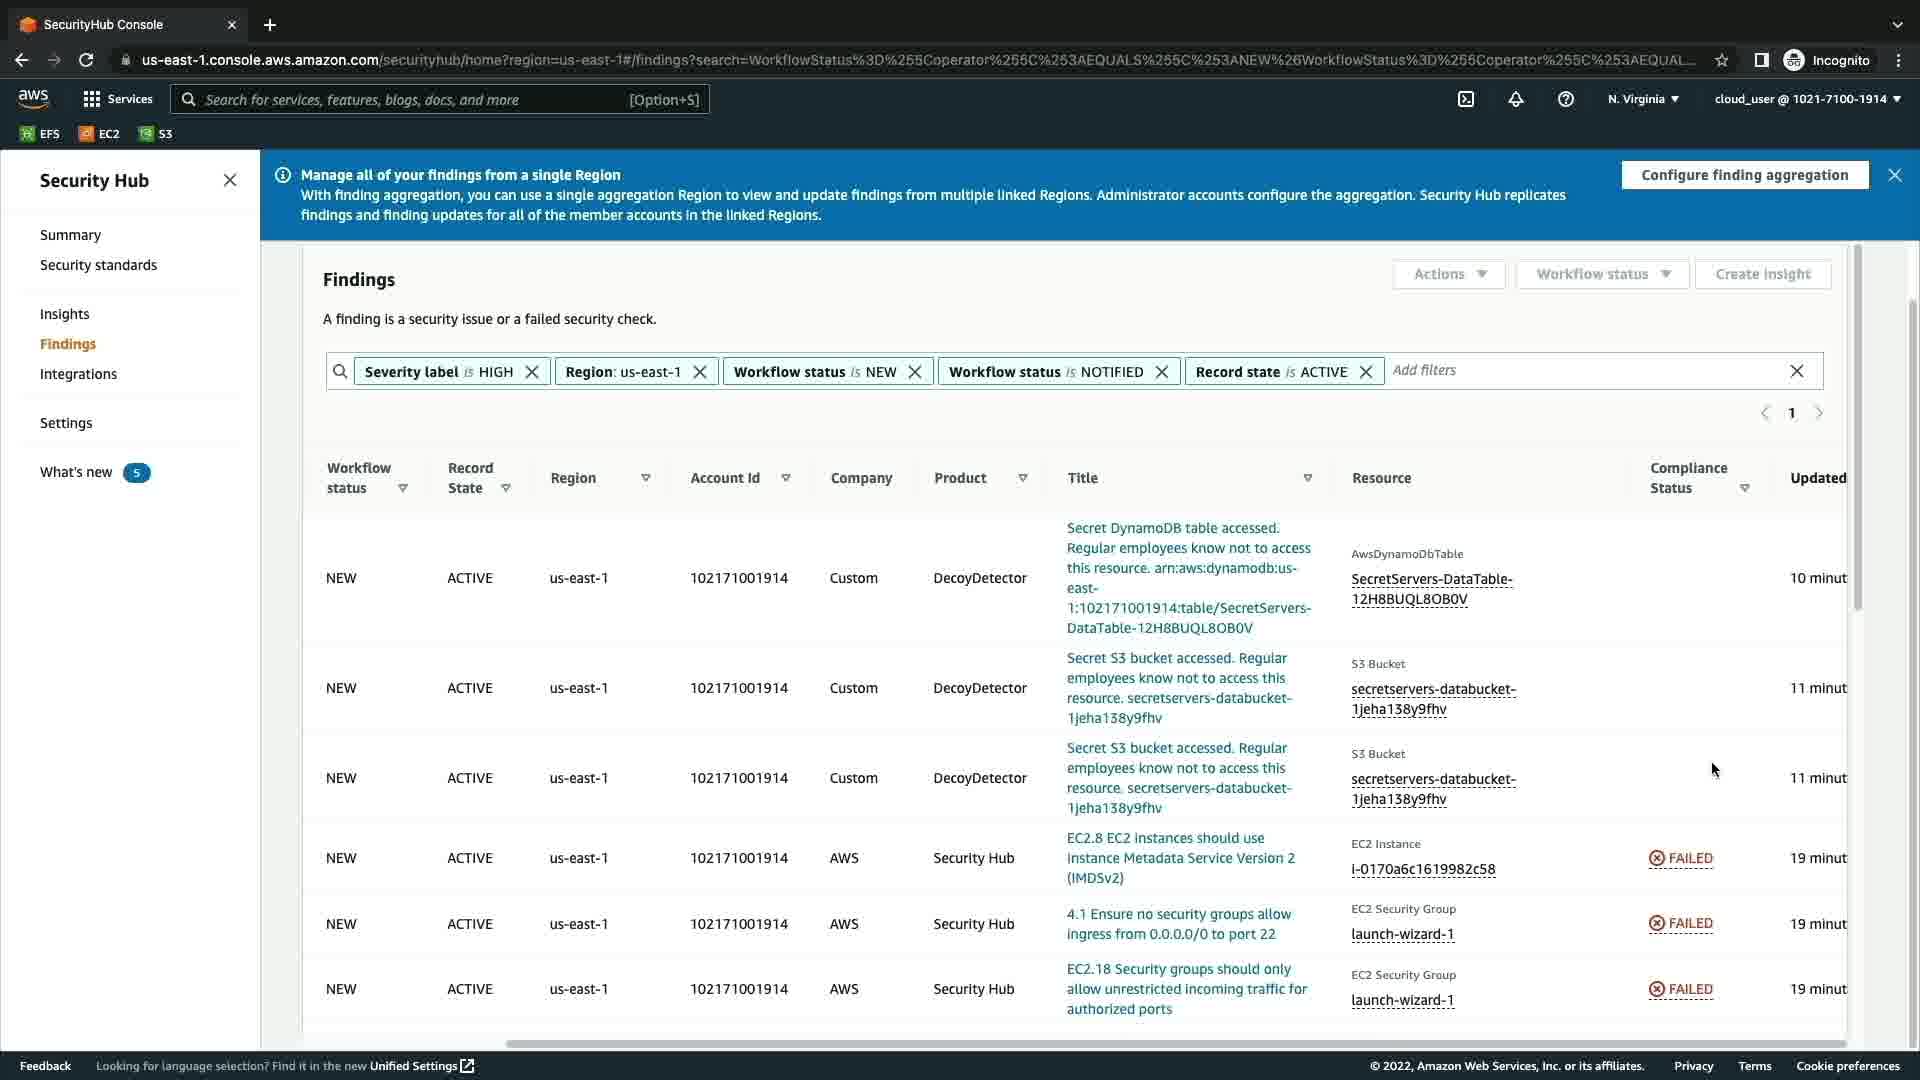 SecurityHub Console
us-east-1.console.aws.amazon.com/securityhub/home?region=us-east-1#/findings?search=WorkflowStatus%3D%255Coperator%255C%253AEQUALS%255C%253ANEW%26WorkflowStatus%3D%255Coperator%255C%253AEQUAL...
Incognito
aws
Services
Search for services, features, blogs, docs, and more
[Option+S]
N. Virginia
cloud_user @ 1021-7100-1914
EFS
EC2
S3
Security Hub
Summary
Security standards
Insights
Findings
Integrations
Settings
What's new
5
Manage all of your findings from a single Region
With finding aggregation, you can use a single aggregation Region to view and update findings from multiple linked Regions. Administrator accounts configure the aggregation. Security Hub replicates
findings and finding updates for all of the member accounts in the linked Regions.
Configure finding aggregation
Findings
Actions
Workflow status
Create insight
A finding is a security issue or a failed security check.
Severity label is HIGH
Region: us-east-1
Workflow status is NEW
Workflow status is NOTIFIED
Record state is ACTIVE
Add filters
1
Workflow
status
Record
State
Region
Account Id
Company
Product
Title
Resource
Compliance
Status
Updated
NEW
ACTIVE
us-east-1
102171001914
Custom
DecoyDetector
Secret DynamoDB table accessed.
Regular employees know not to access
this resource. arn:aws:dynamodb:us-
east-
1:102171001914:table/SecretServers-
DataTable-12H8BUQL8OB0V
AwsDynamoDbTable
SecretServers-DataTable-
12H8BUQL8OB0V
10 minut
NEW
ACTIVE
us-east-1
102171001914
Custom
DecoyDetector
Secret S3 bucket accessed. Regular
employees know not to access this
resource. secretservers-databucket-
1jeha138y9fhv
S3 Bucket
secretservers-databucket-
1jeha138y9fhv
11 minut
NEW
ACTIVE
us-east-1
102171001914
Custom
DecoyDetector
Secret S3 bucket accessed. Regular
employees know not to access this
resource. secretservers-databucket-
1jeha138y9fhv
S3 Bucket
secretservers-databucket-
1jeha138y9fhv
11 minut
NEW
ACTIVE
us-east-1
102171001914
AWS
Security Hub
EC2.8 EC2 instances should use
Instance Metadata Service Version 2
(IMDSv2)
EC2 Instance
i-0170a6c1619982c58
FAILED
19 minut
NEW
ACTIVE
us-east-1
102171001914
AWS
Security Hub
4.1 Ensure no security groups allow
ingress from 0.0.0.0/0 to port 22
EC2 Security Group
launch-wizard-1
FAILED
19 minut
NEW
ACTIVE
us-east-1
102171001914
AWS
Security Hub
EC2.18 Security groups should only
allow unrestricted incoming traffic for
authorized ports
EC2 Security Group
launch-wizard-1
FAILED
19 minut
Feedback
Looking for language selection? Find it in the new Unified Settings
© 2022, Amazon Web Services, Inc. or its affiliates.
Privacy
Terms
Cookie preferences